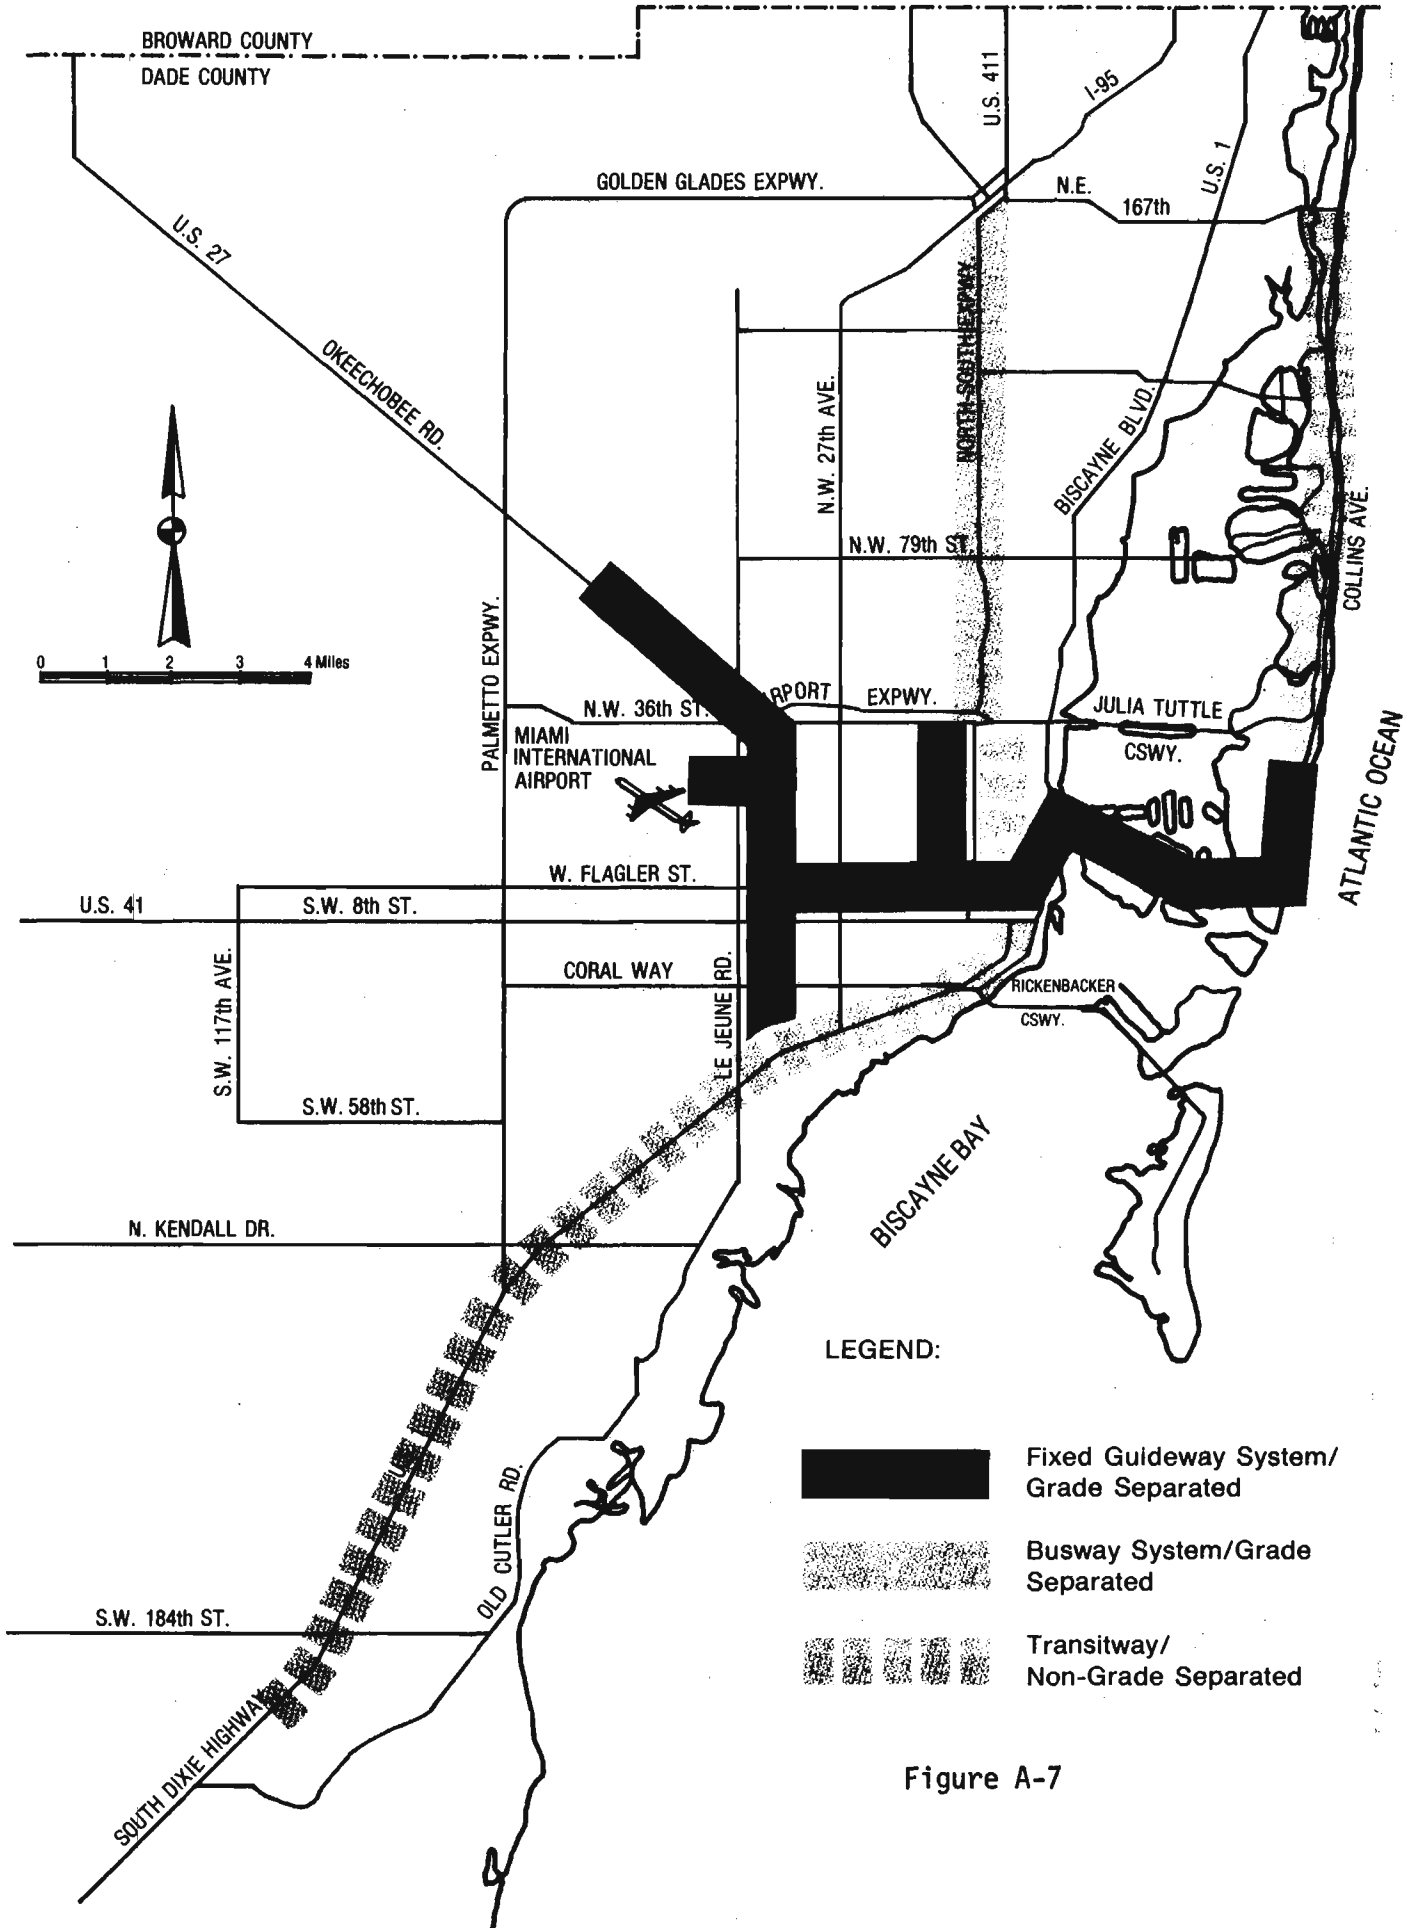 BROWARD COUNTY
DADE COUNTY
U.S. 411
I-95
U.S. 1
GOLDEN GLADES EXPWY.
N.E.
167th
U.S. 27
OKEECHOBEE RD.
NORTH-SOUTH EXPWY.
N.W. 27th AVE.
BISCAYNE BLVD.
COLLINS AVE.
N.W. 79th ST.
PALMETTO EXPWY.
0 1 2 3 4 Miles
N.W. 36th ST.
RPORT
EXPWY.
JULIA TUTTLE
CSWY.
MIAMI
INTERNATIONAL
AIRPORT
ATLANTIC OCEAN
W. FLAGLER ST.
U.S. 41
S.W. 8th ST.
S.W. 117th AVE.
CORAL WAY
LE JEUNE RD.
RICKENBACKER
CSWY.
S.W. 58th ST.
BISCAYNE BAY
N. KENDALL DR.
OLD CUTLER RD.
S.W. 184th ST.
SOUTH DIXIE HIGHWAY
LEGEND:
Fixed Guideway System/
Grade Separated
Busway System/Grade
Separated
Transitway/
Non-Grade Separated
Figure A-7